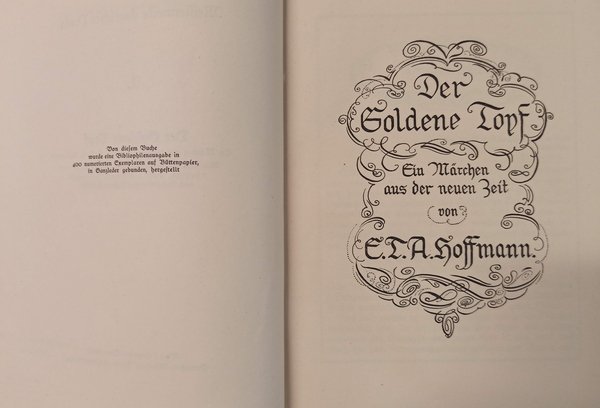 Von diesem Buche
wurde eine Bibliophilenausgabe in
400 numerierten Exemplaren auf Büttenpapier,
in Ganzleder gebunden, hergestellt
Der
Goldene Topf
Ein Märchen
aus der neuen Zeit
von
E.T.A. Hoffmann.